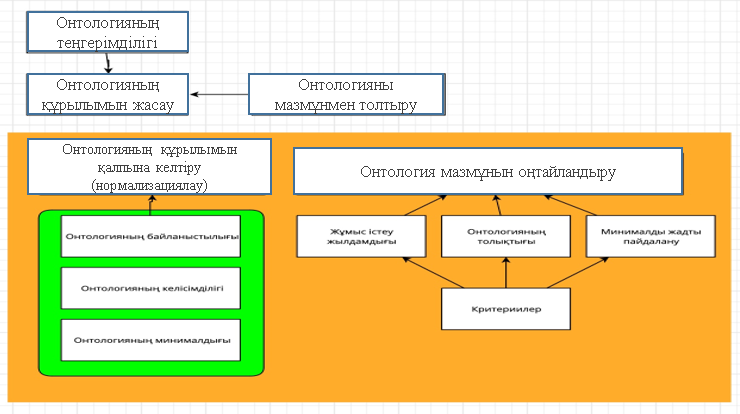 Онтологияның
теңгерімділігі
Онтологияның
құрылымын жасау
Онтологияны
мазмұнмен толтыру
Онтологияның құрылымын
қалпына келтіру
(нормализациялау)
Онтология мазмұнын оңтайландыру
Онтологияның байланыстылығы
Онтологияның келісімділігі
Онтологияның минималдығы
Жұмыс істеу
жылдамдығы
Онтологияның
толықтығы
Минималды жадты
пайдалану
Критериилер